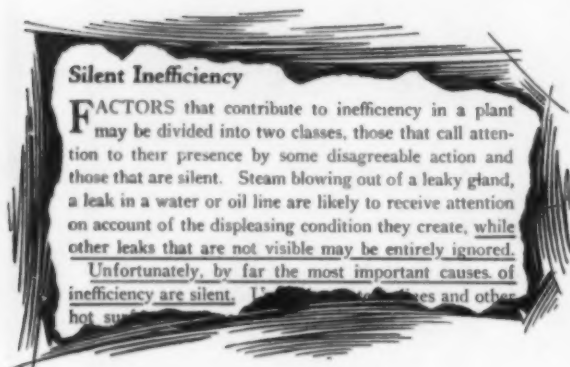 Silent Inefficiency
FACTORS that contribute to inefficiency in a plant
may be divided into two classes, those that call atten-
tion to their presence by some disagreeable action and
those that are silent. Steam blowing out of a leaky gland,
a leak in a water or oil line are likely to receive attention
on account of the displeasing condition they create, while
other leaks that are not visible may be entirely ignored.
Unfortunately, by far the most important causes of
inefficiency are silent. and other
hot